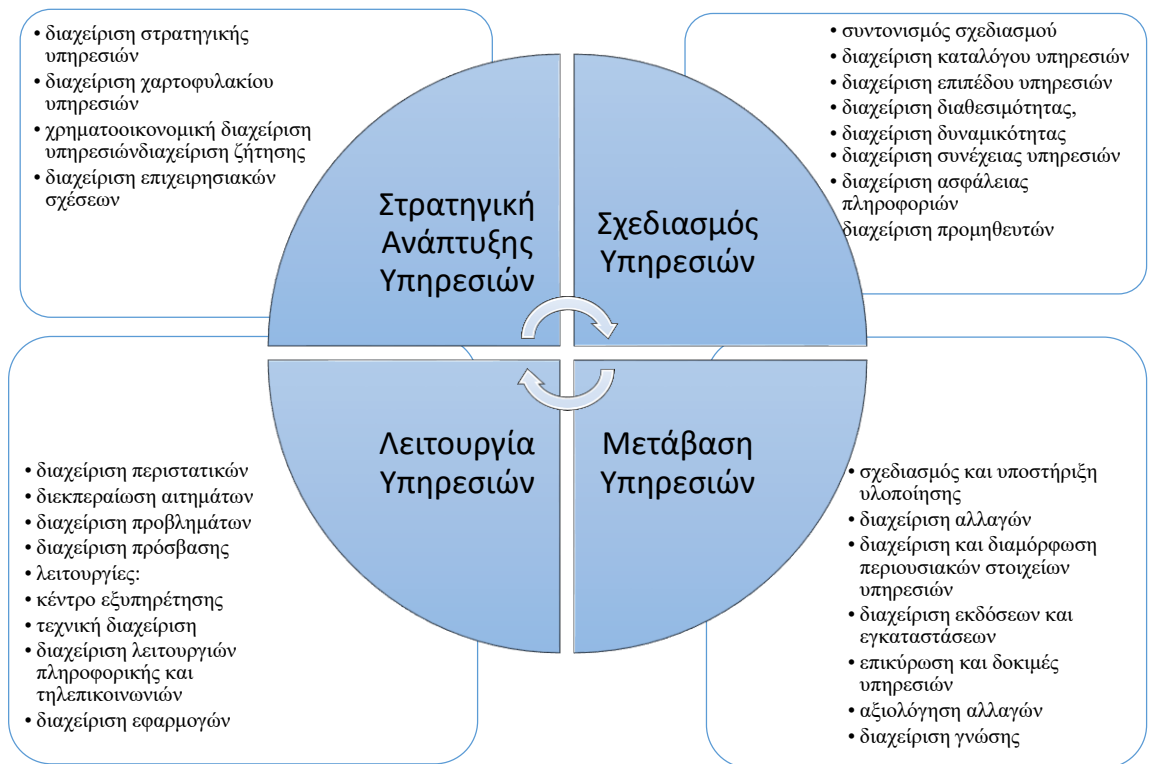 • διαχείριση στρατηγικής
υπηρεσιών
• διαχείριση χαρτοφυλακίου
υπηρεσιών
• χρηματοοικονομική διαχείριση
υπηρεσιώνδιαχείριση ζήτησης
• διαχείριση επιχειρησιακών
σχέσεων
• συντονισμός σχεδιασμού
• διαχείριση καταλόγου υπηρεσιών
• διαχείριση επιπέδου υπηρεσιών
• διαχείριση διαθεσιμότητας,
• διαχείριση δυναμικότητας
• διαχείριση συνέχειας υπηρεσιών
• διαχείριση ασφάλειας
πληροφοριών
διαχείριση προμηθευτών
Στρατηγική
Ανάπτυξης
Υπηρεσιών
Σχεδιασμός
Υπηρεσιών
Λειτουργία
Υπηρεσιών
Μετάβαση
Υπηρεσιών
• διαχείριση περιστατικών
• διεκπεραίωση αιτημάτων
• διαχείριση προβλημάτων
• διαχείριση πρόσβασης
• λειτουργίες:
• κέντρο εξυπηρέτησης
• τεχνική διαχείριση
• διαχείριση λειτουργιών
πληροφορικής και
τηλεπικοινωνιών
• διαχείριση εφαρμογών
• σχεδιασμός και υποστήριξη
υλοποίησης
• διαχείριση αλλαγών
• διαχείριση και διαμόρφωση
περιουσιακών στοιχείων
υπηρεσιών
• διαχείριση εκδόσεων και
εγκαταστάσεων
• επικύρωση και δοκιμές
υπηρεσιών
• αξιολόγηση αλλαγών
• διαχείριση γνώσης